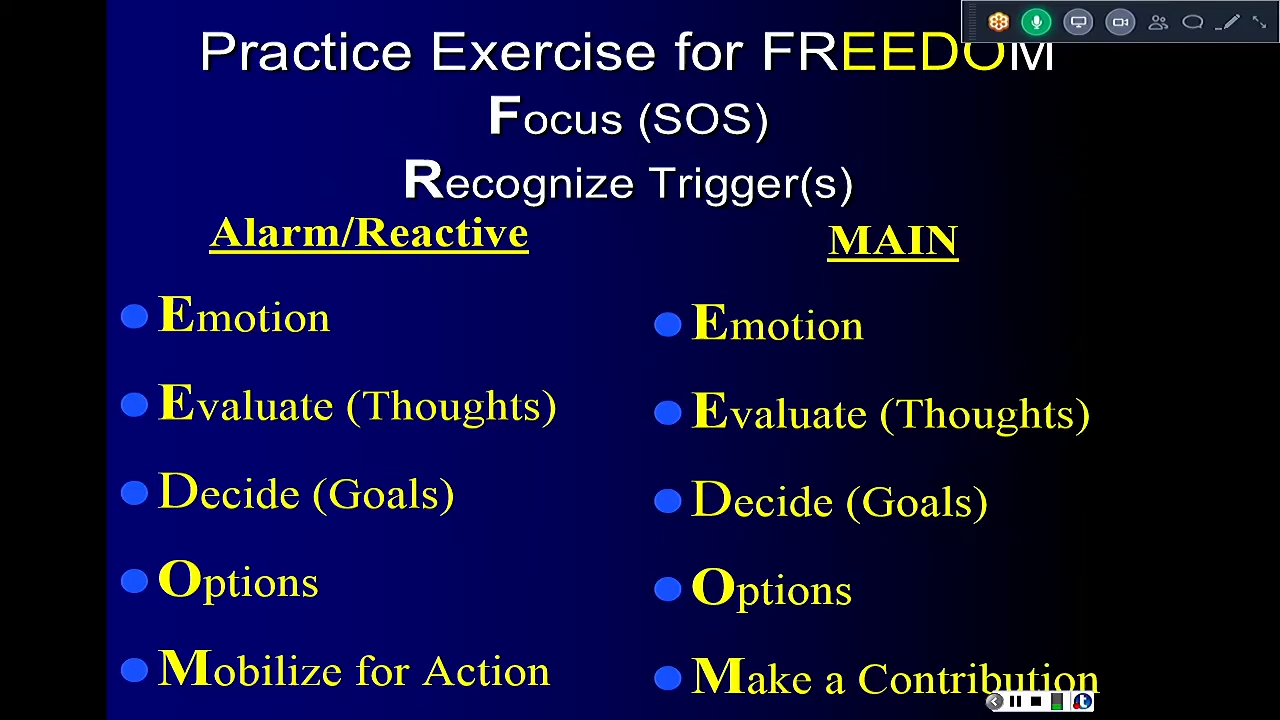 Practice Exercise for FREEDOM
Focus (SOS)
Recognize Trigger(s)
Alarm/Reactive
Emotion
Evaluate (Thoughts)
Decide (Goals)
Options
Mobilize for Action
MAIN
Emotion
Evaluate (Thoughts)
Decide (Goals)
Options
Make a Contribution